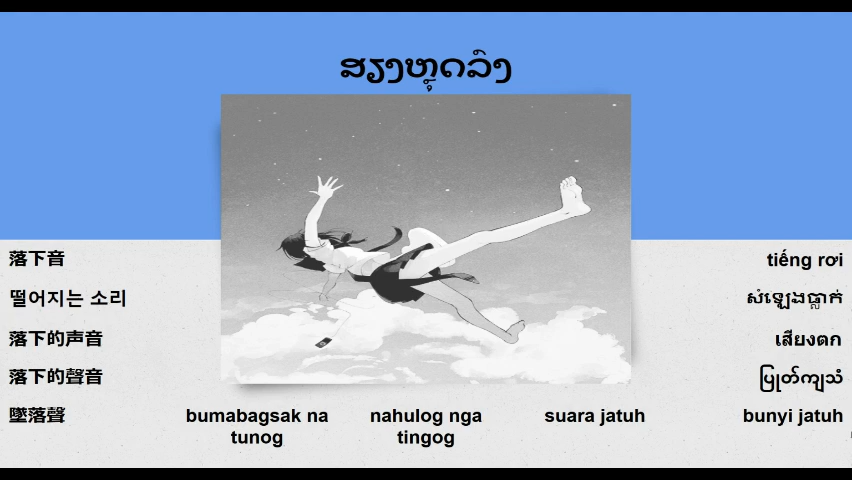 ສຽງຫຼຸດລົງ
落下音
떨어지는 소리
落下的声音
落下的聲音
墜落聲
bumabagsak na
tunog
nahulog nga
tingog
suara jatuh
tiếng rơi
សំឡេងធ្លាក់
เสียงตก
ပြုတ်ကျသံ
bunyi jatuh